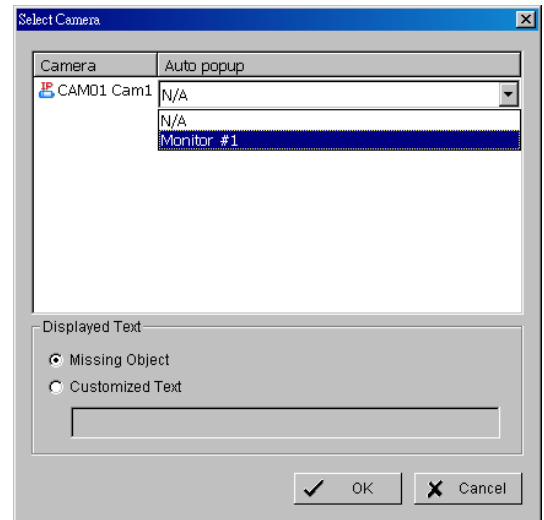 Select Camera
Camera Auto popup
IP CAM01 Cam1 N/A
N/A
Monitor #1
Displayed Text
Missing Object
Customized Text
OK Cancel